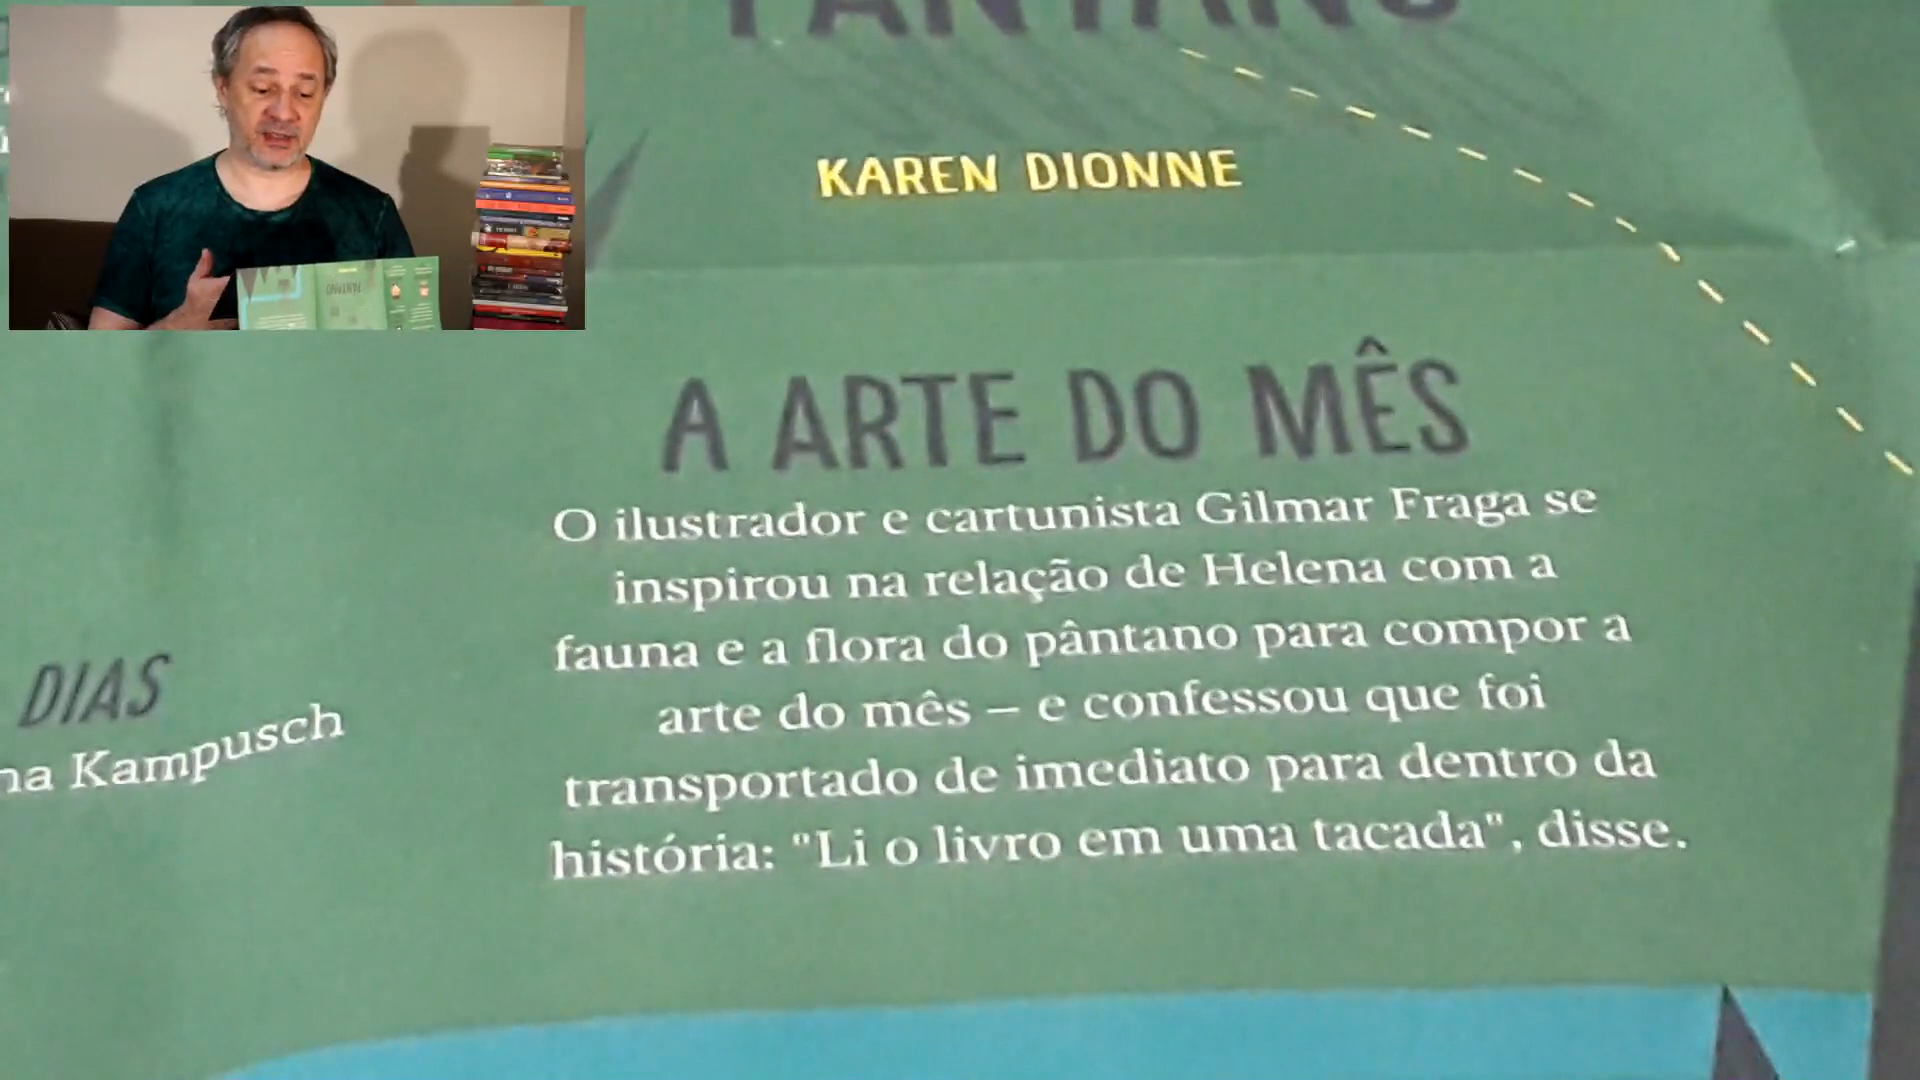 KAREN DIONNE
A ARTE DO MÊS
O ilustrador e cartunista Gilmar Fraga se
inspirou na relação de Helena com a
fauna e a flora do pântano para compor a
arte do mês – e confessou que foi
transportado de imediato para dentro da
história: "Li o livro em uma tacada", disse.
DIAS
Kampusch